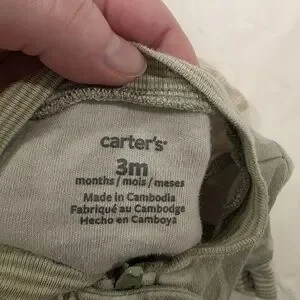 carter's
3m
months / mois / meses
Made in Cambodia
Fabriqué au Cambodge
Hecho en Camboya